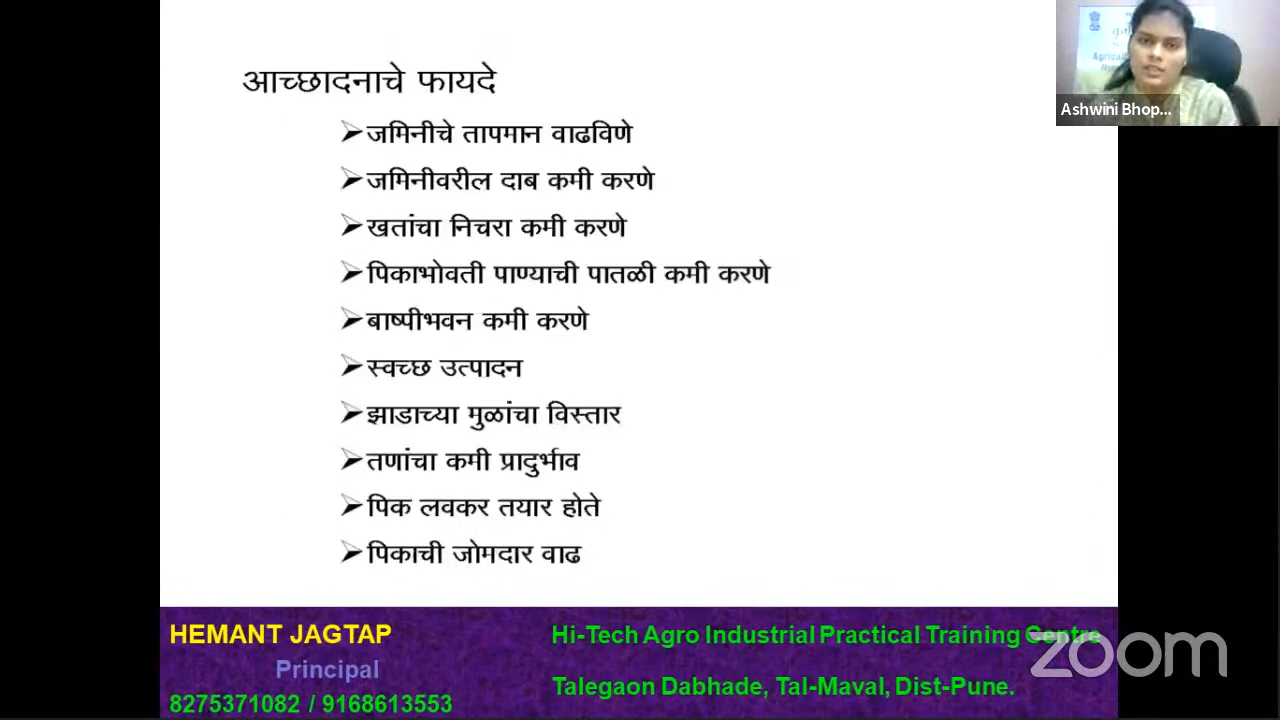 आच्छादनाचे फायदे
जमिनीचे तापमान वाढविणे
जमिनीवरील दाब कमी करणे
खतांचा निचरा कमी करणे
पिकाभोवती पाण्याची पातळी कमी करणे
बाष्पीभवन कमी करणे
स्वच्छ उत्पादन
झाडाच्या मुळांचा विस्तार
तणांचा कमी प्रादुर्भाव
पिक लवकर तयार होते
पिकाची जोमदार वाढ
Ashwini Bhop...
HEMANT JAGTAP
Principal
8275371082 / 9168613553
Hi-Tech Agro Industrial Practical Training Centre
Talegaon Dabhade, Tal-Maval, Dist-Pune.
zoom